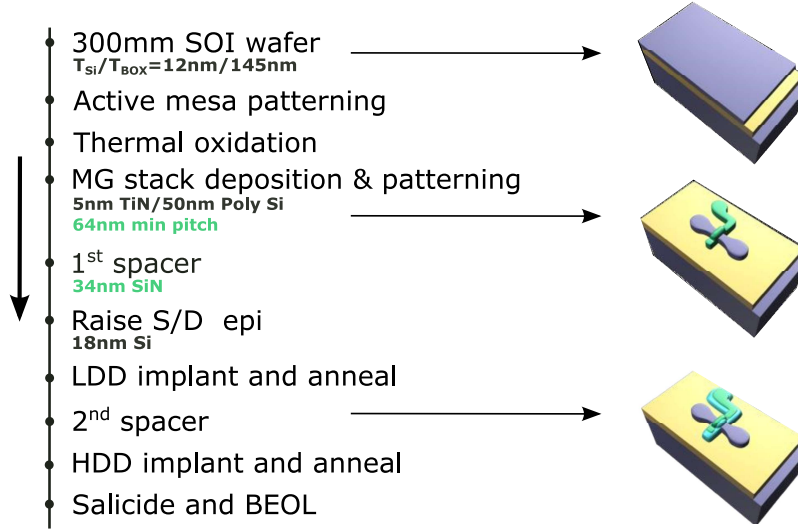 300mm SOI wafer
T_Si/T_BOX=12nm/145nm
Active mesa patterning
Thermal oxidation
MG stack deposition & patterning
5nm TiN/50nm Poly Si
64nm min pitch
1st spacer
34nm SiN
Raise S/D epi
18nm Si
LDD implant and anneal
2nd spacer
HDD implant and anneal
Salicide and BEOL